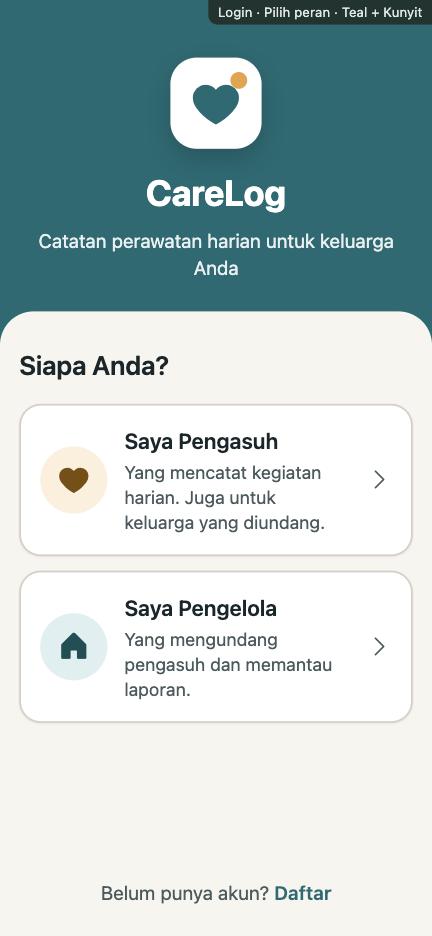 Login · Pilih peran · Teal + Kunyit
CareLog
Catatan perawatan harian untuk keluarga
Anda
Siapa Anda?
Saya Pengasuh
Yang mencatat kegiatan
harian. Juga untuk
keluarga yang diundang.
Saya Pengelola
Yang mengundang
pengasuh dan memantau
laporan.
Belum punya akun? Daftar